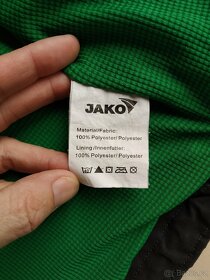 JAKO
Material/Fabric:
100% Polyester/ Polyester
Lining /Innenfutter:
100% Polyester/ Polyester